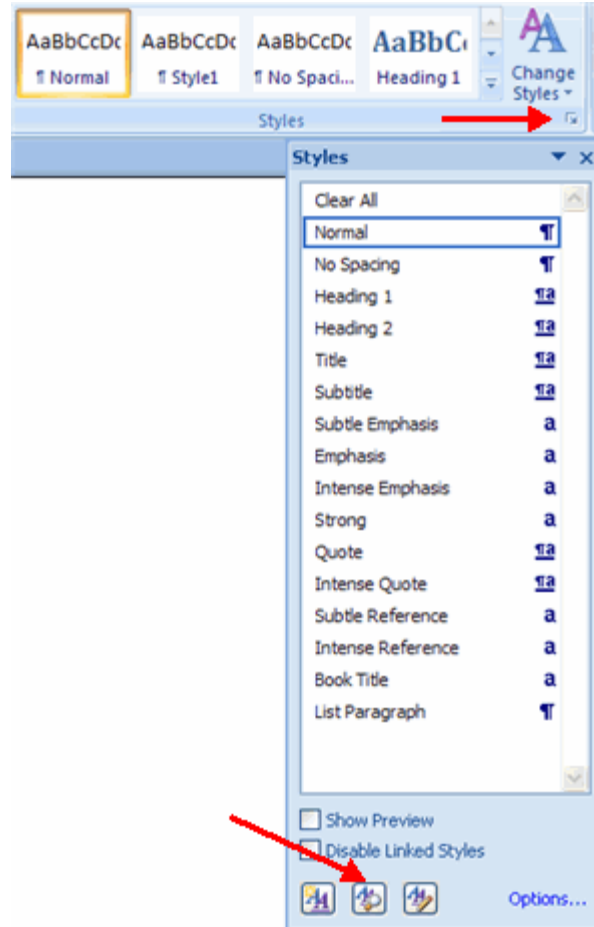 AaBbCcDc AaBbCcDc AaBbCcDc AaBbC
¶ Normal ¶ Style1 ¶ No Spaci... Heading 1 Change
Styles
Styles
Styles
Clear All
Normal ¶
No Spacing ¶
Heading 1 ¶a
Heading 2 ¶a
Title ¶a
Subtitle ¶a
Subtle Emphasis a
Emphasis a
Intense Emphasis a
Strong a
Quote ¶a
Intense Quote ¶a
Subtle Reference a
Intense Reference a
Book Title a
List Paragraph ¶
Show Preview
Disable Linked Styles
Options...